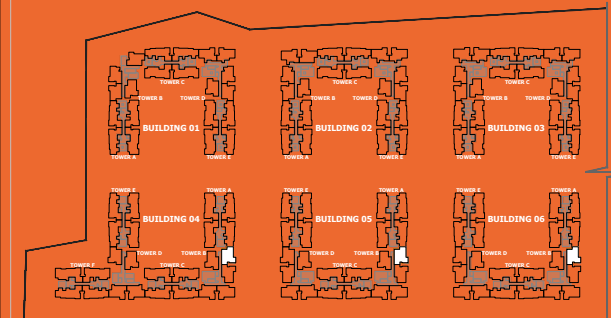 TOWER C TOWER C TOWER C
TOWER B TOWER D TOWER B TOWER D TOWER B TOWER D
BUILDING 01 BUILDING 02 BUILDING 03
TOWER A TOWER E TOWER A TOWER E TOWER A TOWER E
TOWER E TOWER A TOWER E TOWER A TOWER E TOWER A
BUILDING 04 BUILDING 05 BUILDING 06
TOWER D TOWER B TOWER D TOWER B TOWER D TOWER B
TOWER F TOWER C TOWER C TOWER C